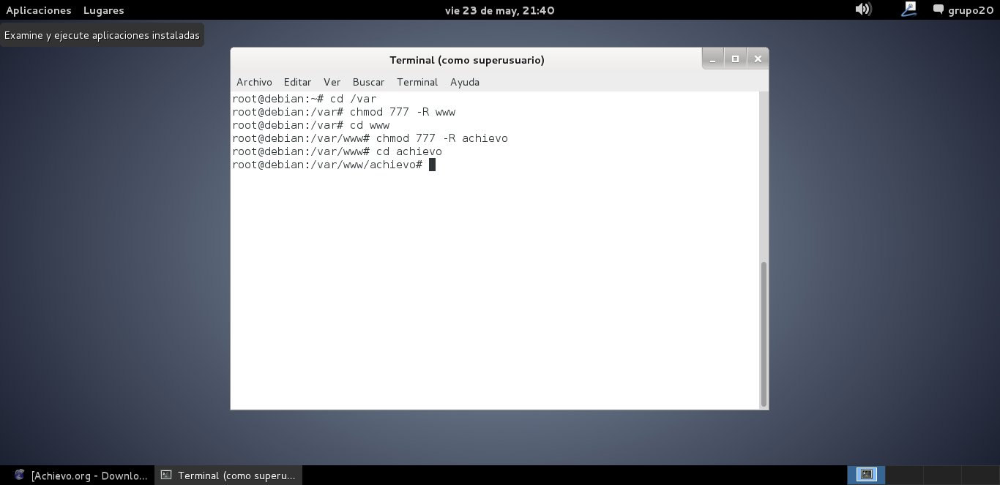 Aplicaciones Lugares vie 23 de may, 21:40 grupo20
Examine y ejecute aplicaciones instaladas
Terminal (como superusuario)
Archivo Editar Ver Buscar Terminal Ayuda
root@debian:~# cd /var
root@debian:/var# chmod 777 -R www
root@debian:/var# cd www
root@debian:/var/www# chmod 777 -R achievo
root@debian:/var/www# cd achievo
root@debian:/var/www/achievo#
[Achievo.org - Downlo... Terminal (como superu...